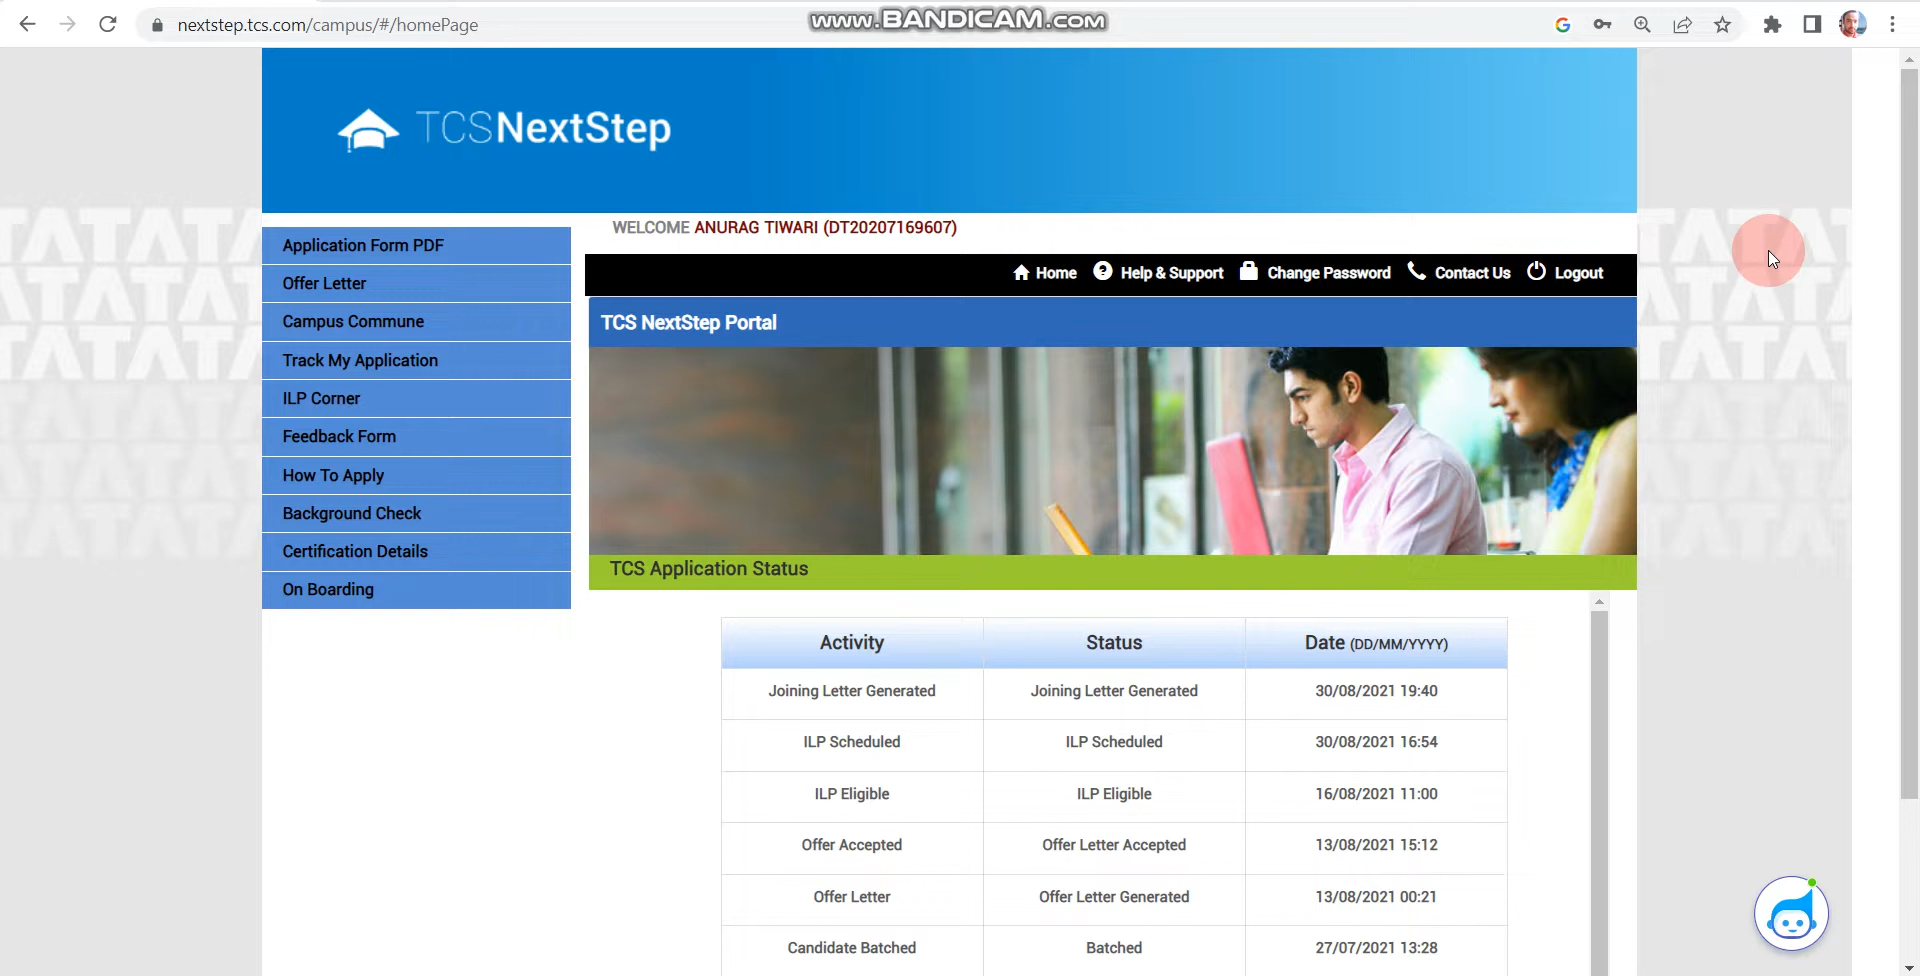 nextstep.tcs.com/campus/#/homePage
www.BANDICAM.com
TCSNextStep
WELCOME ANURAG TIWARI (DT20207169607)
Home Help & Support Change Password Contact Us Logout
Application Form PDF
Offer Letter
Campus Commune
Track My Application
ILP Corner
Feedback Form
How To Apply
Background Check
Certification Details
On Boarding
TCS NextStep Portal
TCS Application Status
Activity Status Date (DD/MM/YYYY)
Joining Letter Generated Joining Letter Generated 30/08/2021 19:40
ILP Scheduled ILP Scheduled 30/08/2021 16:54
ILP Eligible ILP Eligible 16/08/2021 11:00
Offer Accepted Offer Letter Accepted 13/08/2021 15:12
Offer Letter Offer Letter Generated 13/08/2021 00:21
Candidate Batched Batched 27/07/2021 13:28